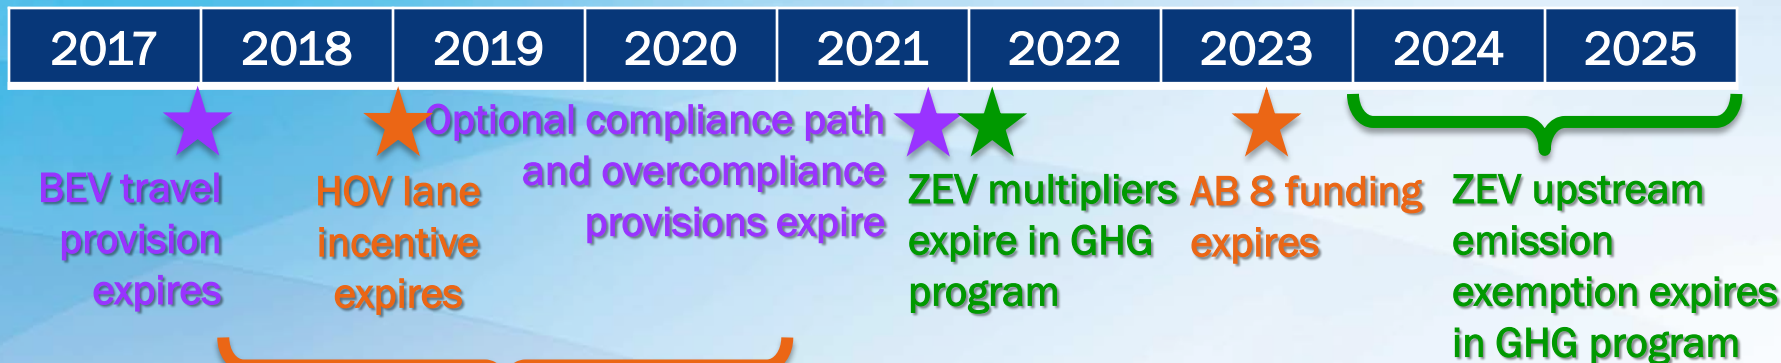 2017 2018 2019 2020 2021 2022 2023 2024 2025
BEV travel
provision
expires
HOV lane
incentive
expires
Optional compliance path
and overcompliance
provisions expire
ZEV multipliers
expire in GHG
program
AB 8 funding
expires
ZEV upstream
emission
exemption expires
in GHG program